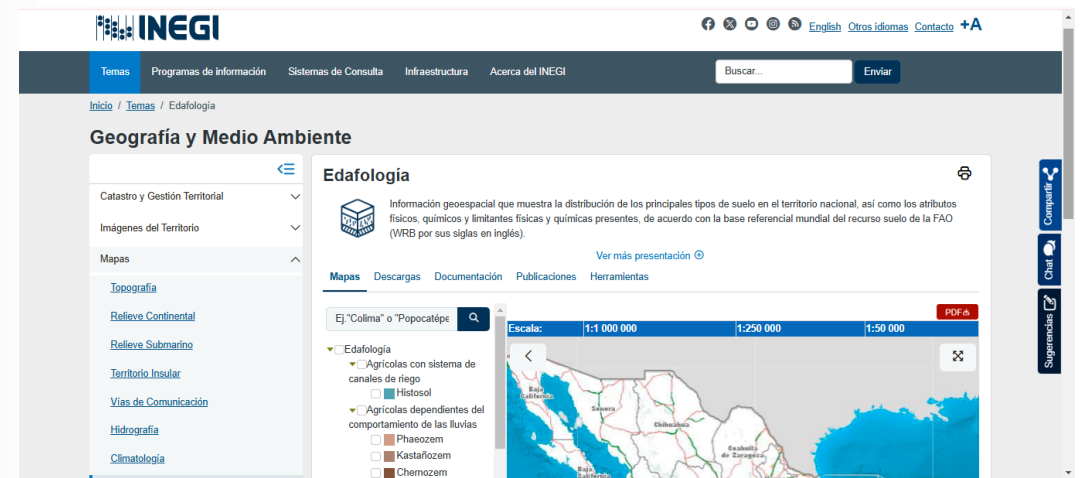 INEGI
English Otros idiomas Contacto +A
Temas Programas de información Sistemas de Consulta Infraestructura Acerca del INEGI Buscar... Enviar
Inicio / Temas / Edafología
Geografía y Medio Ambiente
Catastro y Gestión Territorial
Imágenes del Territorio
Mapas
Topografía
Relieve Continental
Relieve Submarino
Territorio Insular
Vías de Comunicación
Hidrografía
Climatología
Edafología
Información geoespacial que muestra la distribución de los principales tipos de suelo en el territorio nacional, así como los atributos
físicos, químicos y limitantes físicas y químicas presentes, de acuerdo con la base referencial mundial del recurso suelo de la FAO
(WRB por sus siglas en inglés).
Ver más presentación
Mapas Descargas Documentación Publicaciones Herramientas
Ej."Colima" o "Popocatépe
PDF
Escala: 1:1 000 000 1:250 000 1:50 000
Edafología
Agrícolas con sistema de
canales de riego
Histosol
Agrícolas dependientes del
comportamiento de las lluvias
Phaeozem
Kastañozem
Chernozem
Baja
California
Sonora
Chihuahua
Coahuila
de Zaragoza
Baja
California
Compartir
Chat
Sugerencias